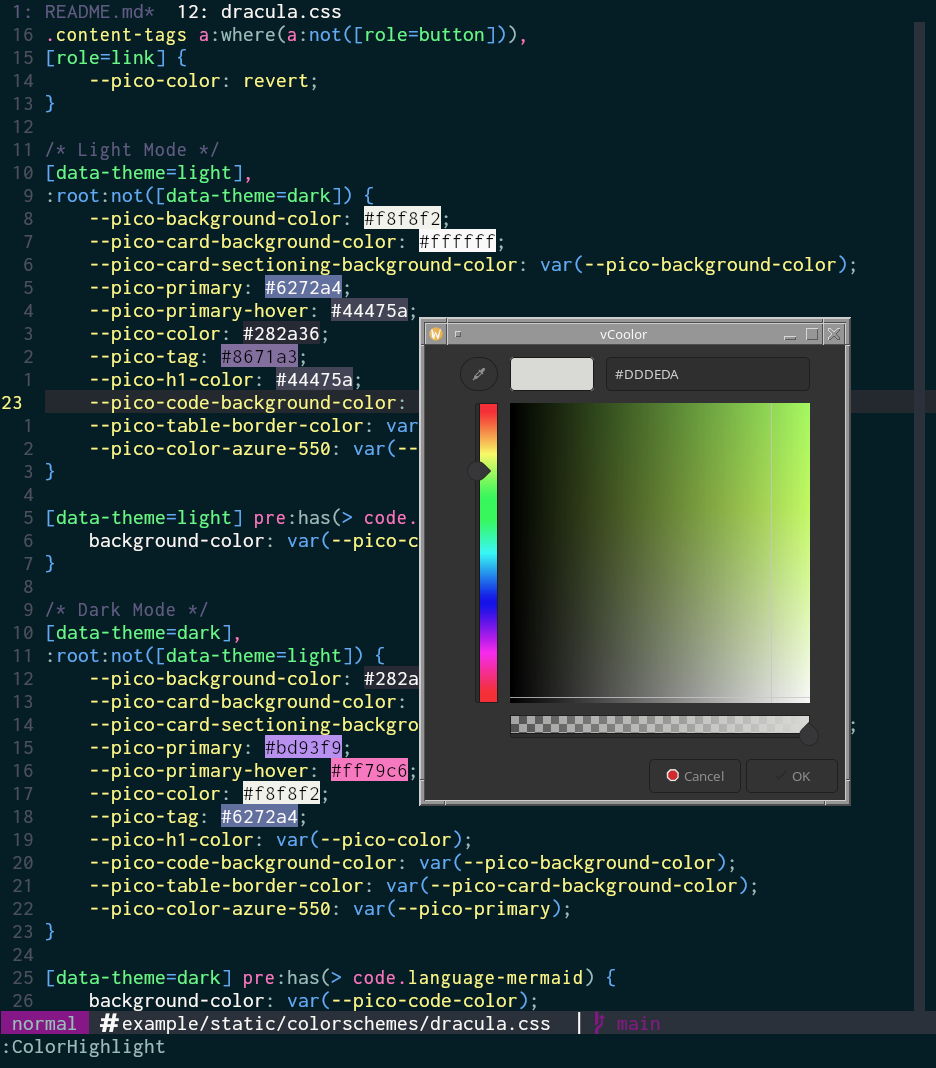 1: README.md*  12: dracula.css
16 .content-tags a:where(a:not([role=button])),
15 [role=link] {
14     --pico-color: revert;
13 }
12
11 /* Light Mode */
10 [data-theme=light],
9 :root:not([data-theme=dark]) {
8     --pico-background-color: #f8f8f2;
7     --pico-card-background-color: #ffffff;
6     --pico-card-sectioning-background-color: var(--pico-background-color);
5     --pico-primary: #6272a4;
4     --pico-primary-hover: #44475a;
3     --pico-color: #282a36;
2     --pico-tag: #8671a3;
1     --pico-h1-color: #44475a;
23     --pico-code-background-color:
1     --pico-table-border-color: var
2     --pico-color-azure-550: var(--
3 }
4
5 [data-theme=light] pre:has(> code.
6     background-color: var(--pico-c
7 }
8
9 /* Dark Mode */
10 [data-theme=dark],
11 :root:not([data-theme=light]) {
12     --pico-background-color: #282a
13     --pico-card-background-color:
14     --pico-card-sectioning-backgro ;
15     --pico-primary: #bd93f9;
16     --pico-primary-hover: #ff79c6;
17     --pico-color: #f8f8f2;
18     --pico-tag: #6272a4;
19     --pico-h1-color: var(--pico-color);
20     --pico-code-background-color: var(--pico-background-color);
21     --pico-table-border-color: var(--pico-card-background-color);
22     --pico-color-azure-550: var(--pico-primary);
23 }
24
25 [data-theme=dark] pre:has(> code.language-mermaid) {
26     background-color: var(--pico-code-color);
normal #example/static/colorschemes/dracula.css main
:ColorHighlight
W vCoolor
#DDDEDA
Cancel OK